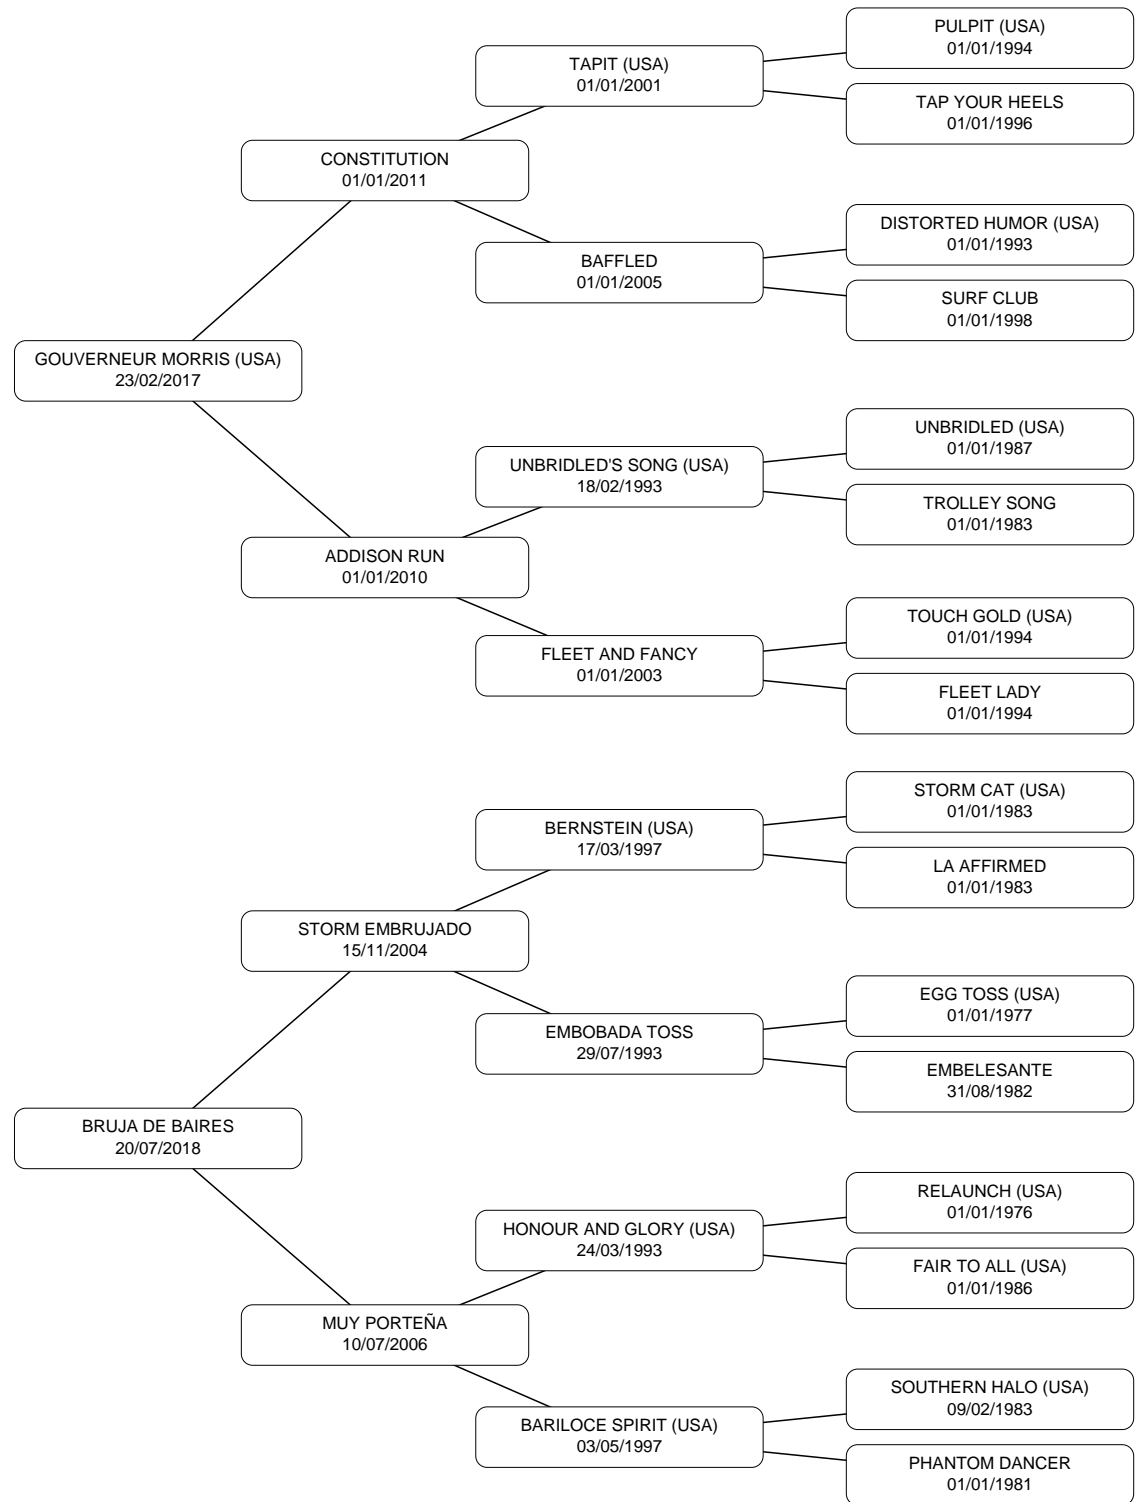 PULPIT (USA)
01/01/1994
TAPIT (USA)
01/01/2001
TAP YOUR HEELS
01/01/1996
CONSTITUTION
01/01/2011
DISTORTED HUMOR (USA)
01/01/1993
BAFFLED
01/01/2005
SURF CLUB
01/01/1998
GOUVERNEUR MORRIS (USA)
23/02/2017
UNBRIDLED (USA)
01/01/1987
UNBRIDLED'S SONG (USA)
18/02/1993
TROLLEY SONG
01/01/1983
ADDISON RUN
01/01/2010
TOUCH GOLD (USA)
01/01/1994
FLEET AND FANCY
01/01/2003
FLEET LADY
01/01/1994
STORM CAT (USA)
01/01/1983
BERNSTEIN (USA)
17/03/1997
LA AFFIRMED
01/01/1983
STORM EMBRUJADO
15/11/2004
EGG TOSS (USA)
01/01/1977
EMBOBADA TOSS
29/07/1993
EMBELESANTE
31/08/1982
BRUJA DE BAIRES
20/07/2018
RELAUNCH (USA)
01/01/1976
HONOUR AND GLORY (USA)
24/03/1993
FAIR TO ALL (USA)
01/01/1986
MUY PORTEÑA
10/07/2006
SOUTHERN HALO (USA)
09/02/1983
BARILOCE SPIRIT (USA)
03/05/1997
PHANTOM DANCER
01/01/1981